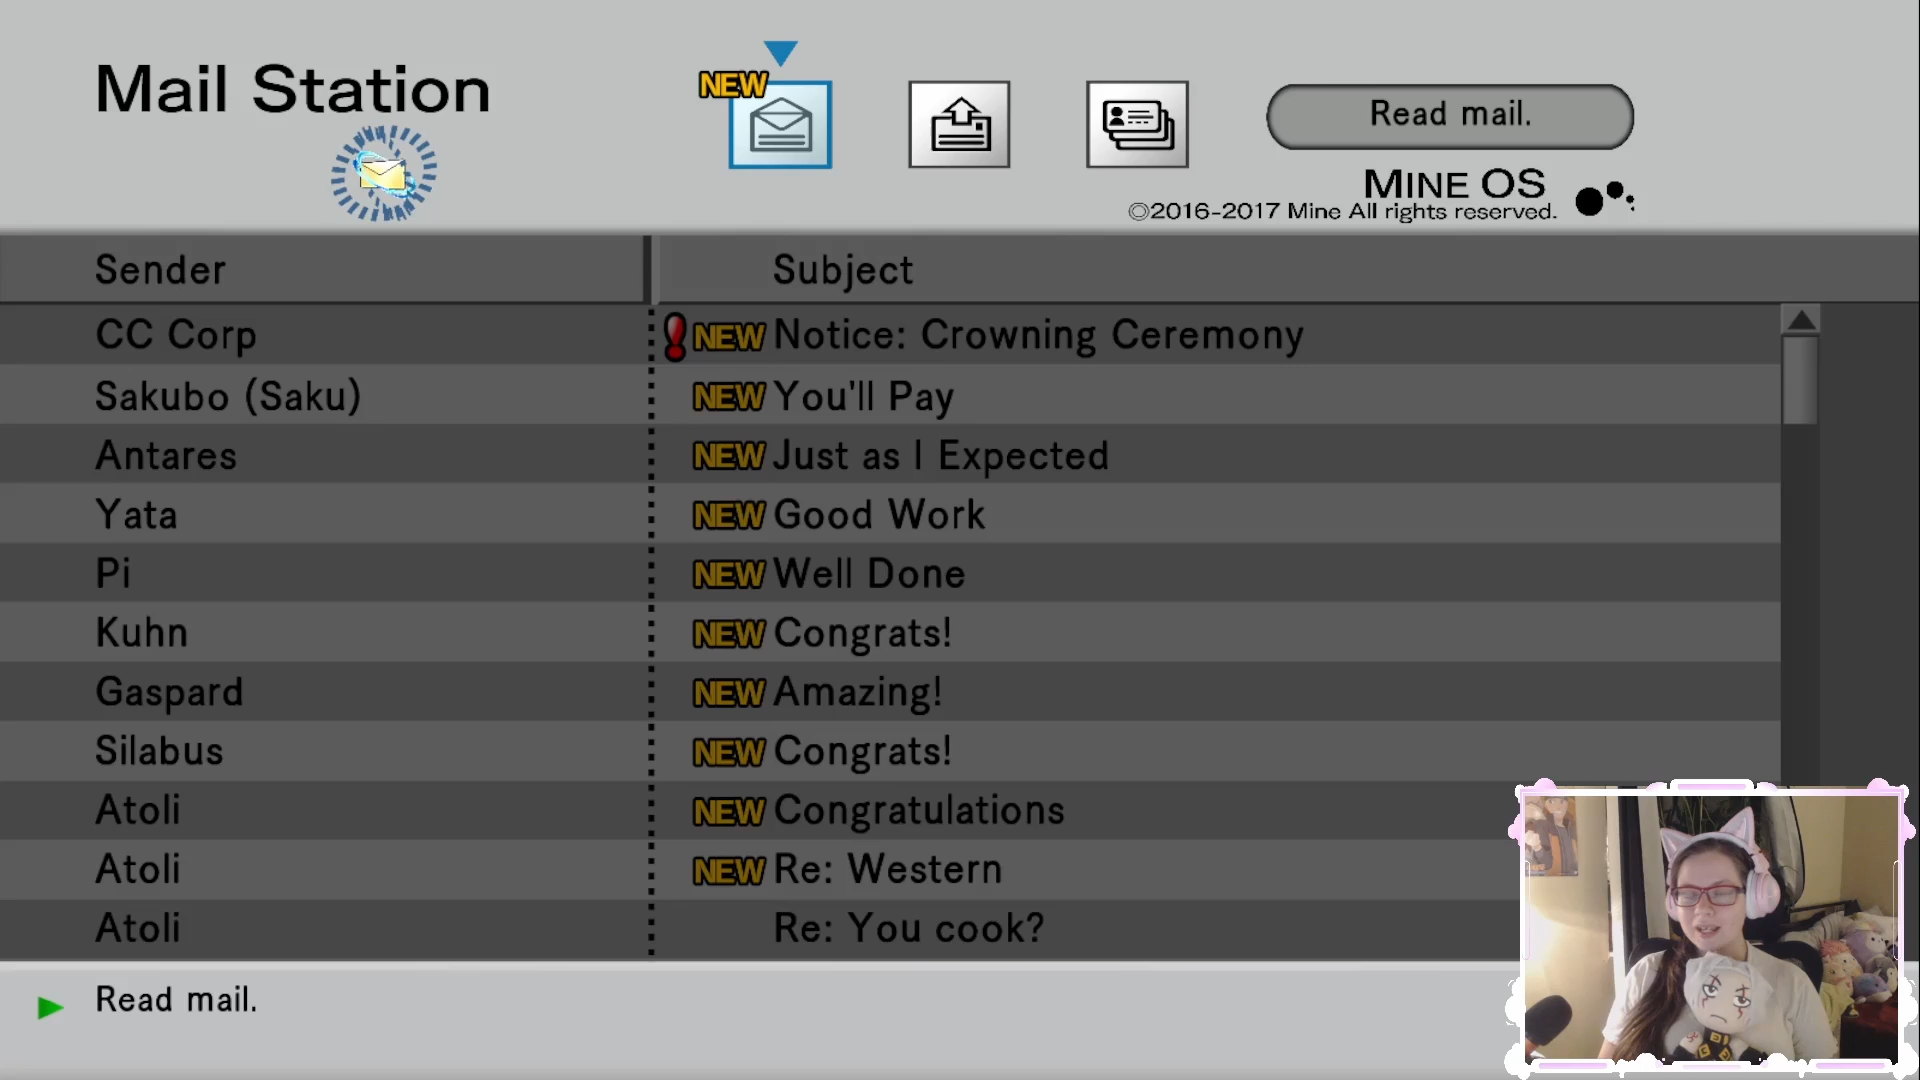 Mail Station
NEW
Read mail.
MINE OS
©2016-2017 Mine All rights reserved.
Sender Subject
CC Corp NEW Notice: Crowning Ceremony
Sakubo (Saku) NEW You'll Pay
Antares NEW Just as I Expected
Yata NEW Good Work
Pi NEW Well Done
Kuhn NEW Congrats!
Gaspard NEW Amazing!
Silabus NEW Congrats!
Atoli NEW Congratulations
Atoli NEW Re: Western
Atoli Re: You cook?
Read mail.